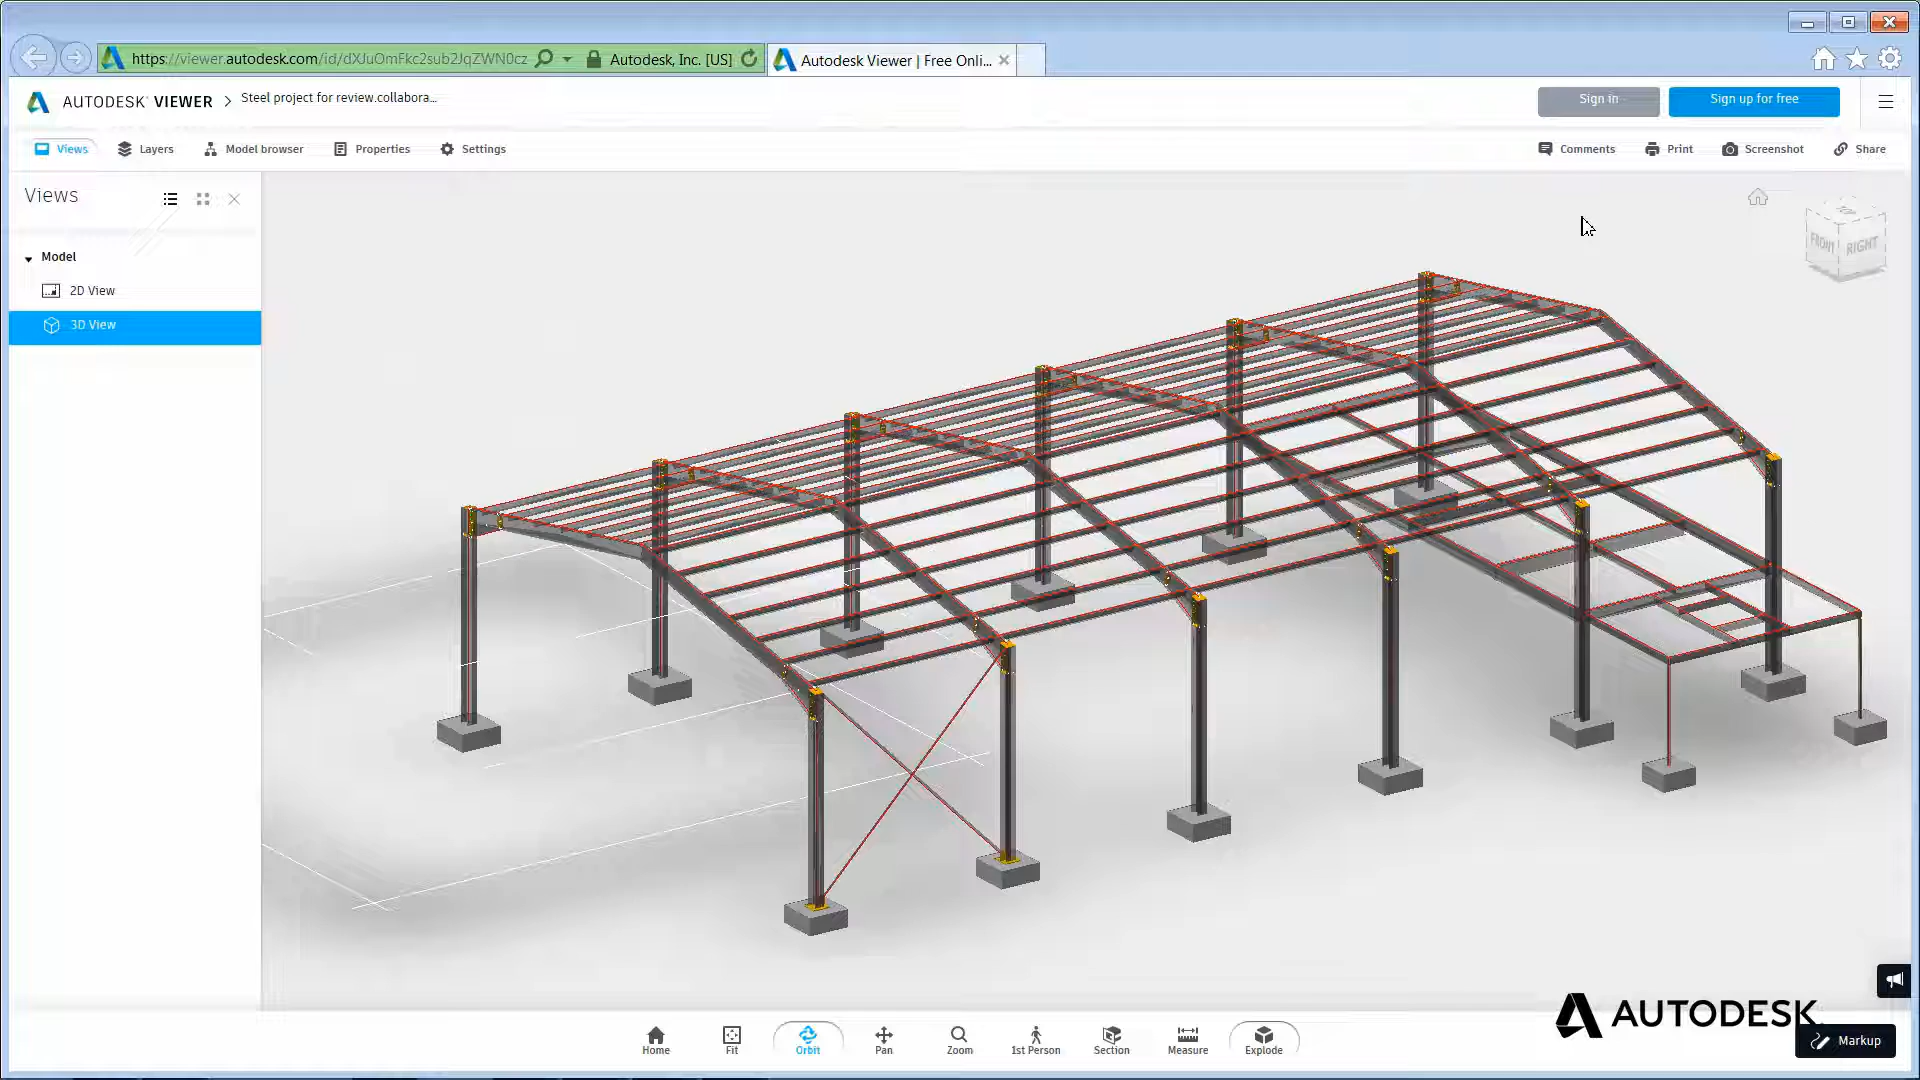 https://viewer.autodesk.com/id/dXJuOmFkc2sub2JqZWN0cz
Autodesk, Inc. [US]
Autodesk Viewer | Free Onli...
AUTODESK VIEWER > Steel project for review.collabora...
Sign in
Sign up for free
Views
Layers
Model browser
Properties
Settings
Comments
Print
Screenshot
Share
Views
Model
2D View
3D View
FRONT
RIGHT
AUTODESK
Home
Fit
Orbit
Pan
Zoom
1st Person
Section
Measure
Explode
Markup